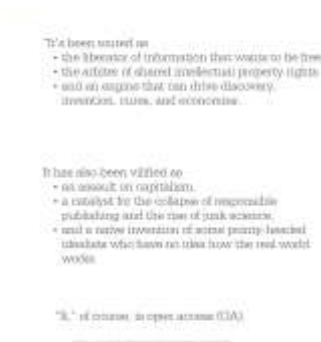 "It's been touted as
• the liberator of information that wants to be free
• the arbiter of shared intellectual property rights
• and an engine that can drive discovery,
invention, cures, and economies.
It has also been vilified as
• an assault on capitalism,
• a catalyst for the collapse of responsible
publishing and the rise of junk science,
• and a naïve invention of some pointy-headed
idealists who have no idea how the real world
works.
"It," of course, is open access (OA)